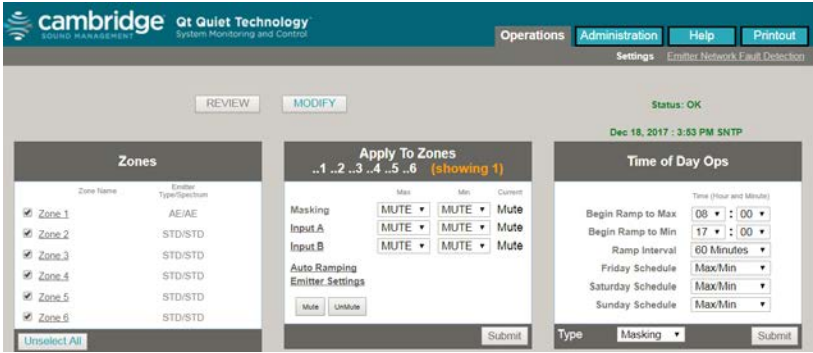 cambridge Qt Quiet Technology
SOUND MANAGEMENT System Monitoring and Control
Operations Administration Help Printout
Settings Emitter Network Fault Detection
REVIEW MODIFY Status: OK
Dec 18, 2017 : 3:53 PM SNTP
Zones
Zone Name Emitter Type/Spectrum
Zone 1 AE/AE
Zone 2 STD/STD
Zone 3 STD/STD
Zone 4 STD/STD
Zone 5 STD/STD
Zone 6 STD/STD
Unselect All
Apply To Zones
..1 ..2 ..3 ..4 ..5 ..6 (showing 1)
Max Min Current
Masking MUTE MUTE Mute
Input A MUTE MUTE Mute
Input B MUTE MUTE Mute
Auto Ramping
Emitter Settings
Mute UnMute
Submit
Time of Day Ops
Time (Hour and Minute)
Begin Ramp to Max 08 : 00
Begin Ramp to Min 17 : 00
Ramp Interval 60 Minutes
Friday Schedule Max/Min
Saturday Schedule Max/Min
Sunday Schedule Max/Min
Type Masking Submit